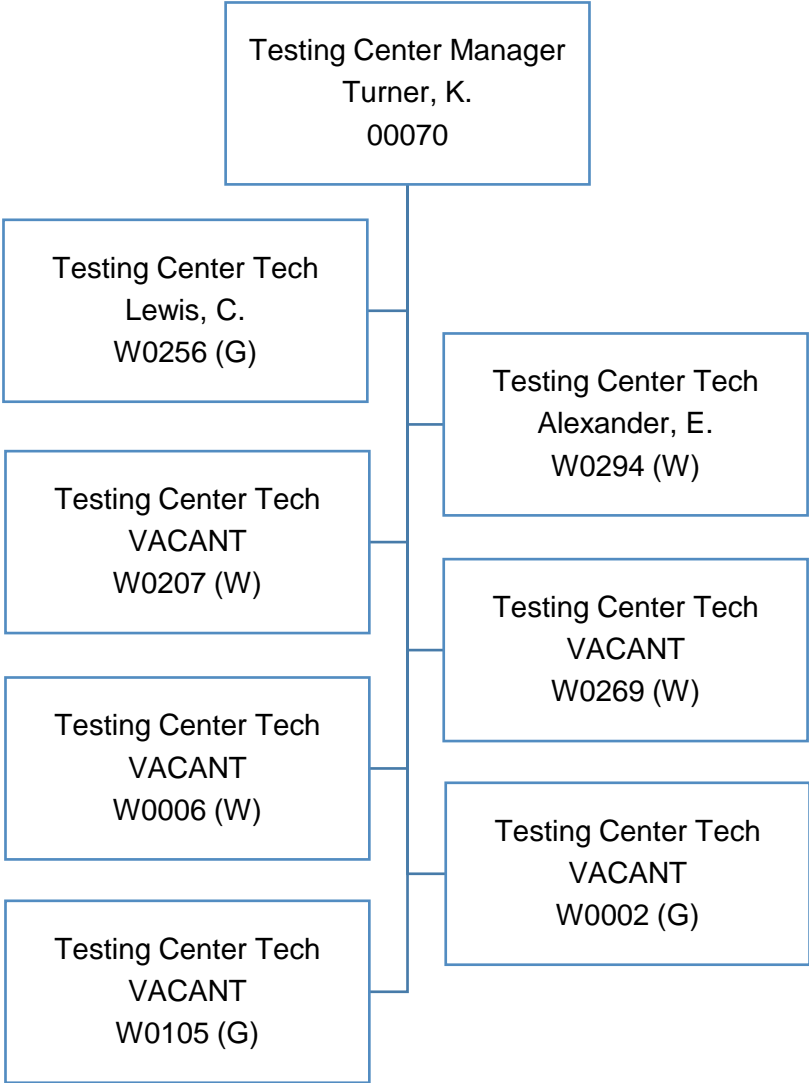 Testing Center Manager
Turner, K.
00070
Testing Center Tech
Lewis, C.
W0256 (G)
Testing Center Tech
Alexander, E.
W0294 (W)
Testing Center Tech
VACANT
W0207 (W)
Testing Center Tech
VACANT
W0269 (W)
Testing Center Tech
VACANT
W0006 (W)
Testing Center Tech
VACANT
W0002 (G)
Testing Center Tech
VACANT
W0105 (G)